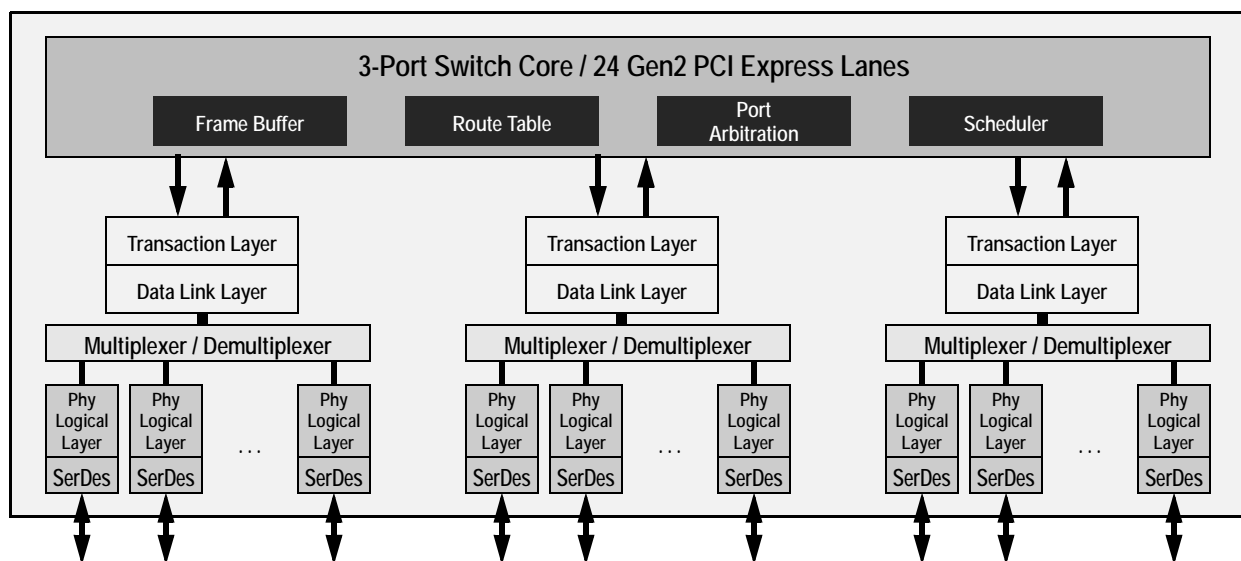 3-Port Switch Core / 24 Gen2 PCI Express Lanes
Frame Buffer
Route Table
Port
Arbitration
Scheduler
Transaction Layer
Data Link Layer
Multiplexer / Demultiplexer
Phy
Logical
Layer
SerDes
Phy
Logical
Layer
SerDes
. . .
Phy
Logical
Layer
SerDes
Transaction Layer
Data Link Layer
Multiplexer / Demultiplexer
Phy
Logical
Layer
SerDes
Phy
Logical
Layer
SerDes
. . .
Phy
Logical
Layer
SerDes
Transaction Layer
Data Link Layer
Multiplexer / Demultiplexer
Phy
Logical
Layer
SerDes
Phy
Logical
Layer
SerDes
. . .
Phy
Logical
Layer
SerDes